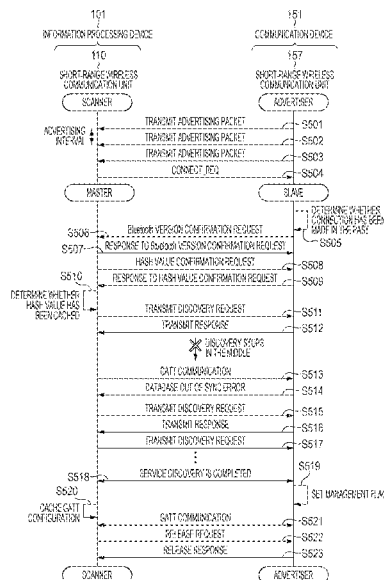 101
INFORMATION PROCESSING DEVICE
110
SHORT-RANGE WIRELESS
COMMUNICATION UNIT
SCANNER
151
COMMUNICATION DEVICE
157
SHORT-RANGE WIRELESS
COMMUNICATION UNIT
ADVERTISER
ADVERTISING
INTERVAL
TRANSMIT ADVERTISING PACKET
S501
TRANSMIT ADVERTISING PACKET
S502
TRANSMIT ADVERTISING PACKET
S503
CONNECT_REQ
S504
MASTER
SLAVE
DETERMINE WHETHER
CONNECTION HAS BEEN
MADE IN THE PAST
S505
S506
Bluetooth VERSION CONFIRMATION REQUEST
S507
RESPONSE TO Bluetooth VERSION CONFIRMATION REQUEST
HASH VALUE CONFIRMATION REQUEST
S508
RESPONSE TO HASH VALUE CONFIRMATION REQUEST
S509
S510
DETERMINE WHETHER
HASH VALUE HAS
BEEN CACHED
TRANSMIT DISCOVERY REQUEST
S511
TRANSMIT RESPONSE
S512
DISCOVERY STOPS
IN THE MIDDLE
GATT COMMUNICATION
S513
DATABASE OUT OF SYNC ERROR
S514
TRANSMIT DISCOVERY REQUEST
S515
TRANSMIT RESPONSE
S516
TRANSMIT DISCOVERY REQUEST
S517
S518
SERVICE DISCOVERY IS COMPLETED
S519
SET MANAGEMENT FLAG
S520
CACHE GATT
CONFIGURATION
GATT COMMUNICATION
S521
RELEASE REQUEST
S522
RELEASE RESPONSE
S523
SCANNER
ADVERTISER